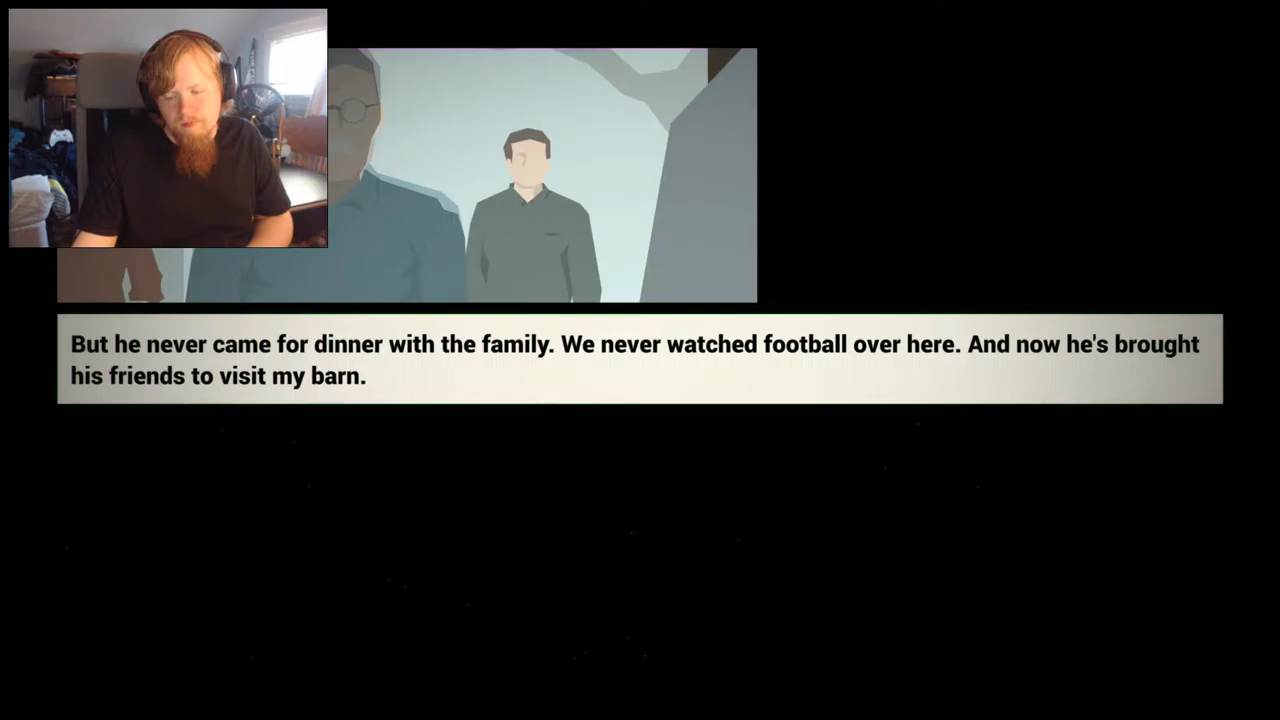 But he never came for dinner with the family. We never watched football over here. And now he's brought
his friends to visit my barn.